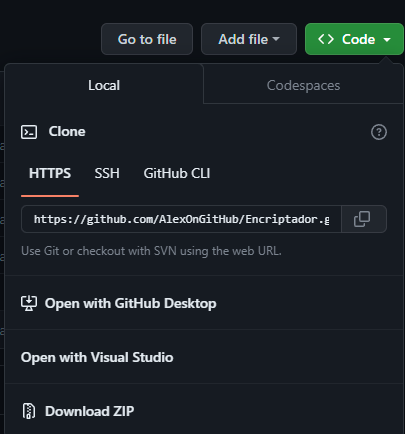 Go to file Add file Code
Local Codespaces
Clone
HTTPS SSH GitHub CLI
https://github.com/AlexOnGitHub/Encriptador.g
Use Git or checkout with SVN using the web URL.
Open with GitHub Desktop
Open with Visual Studio
Download ZIP